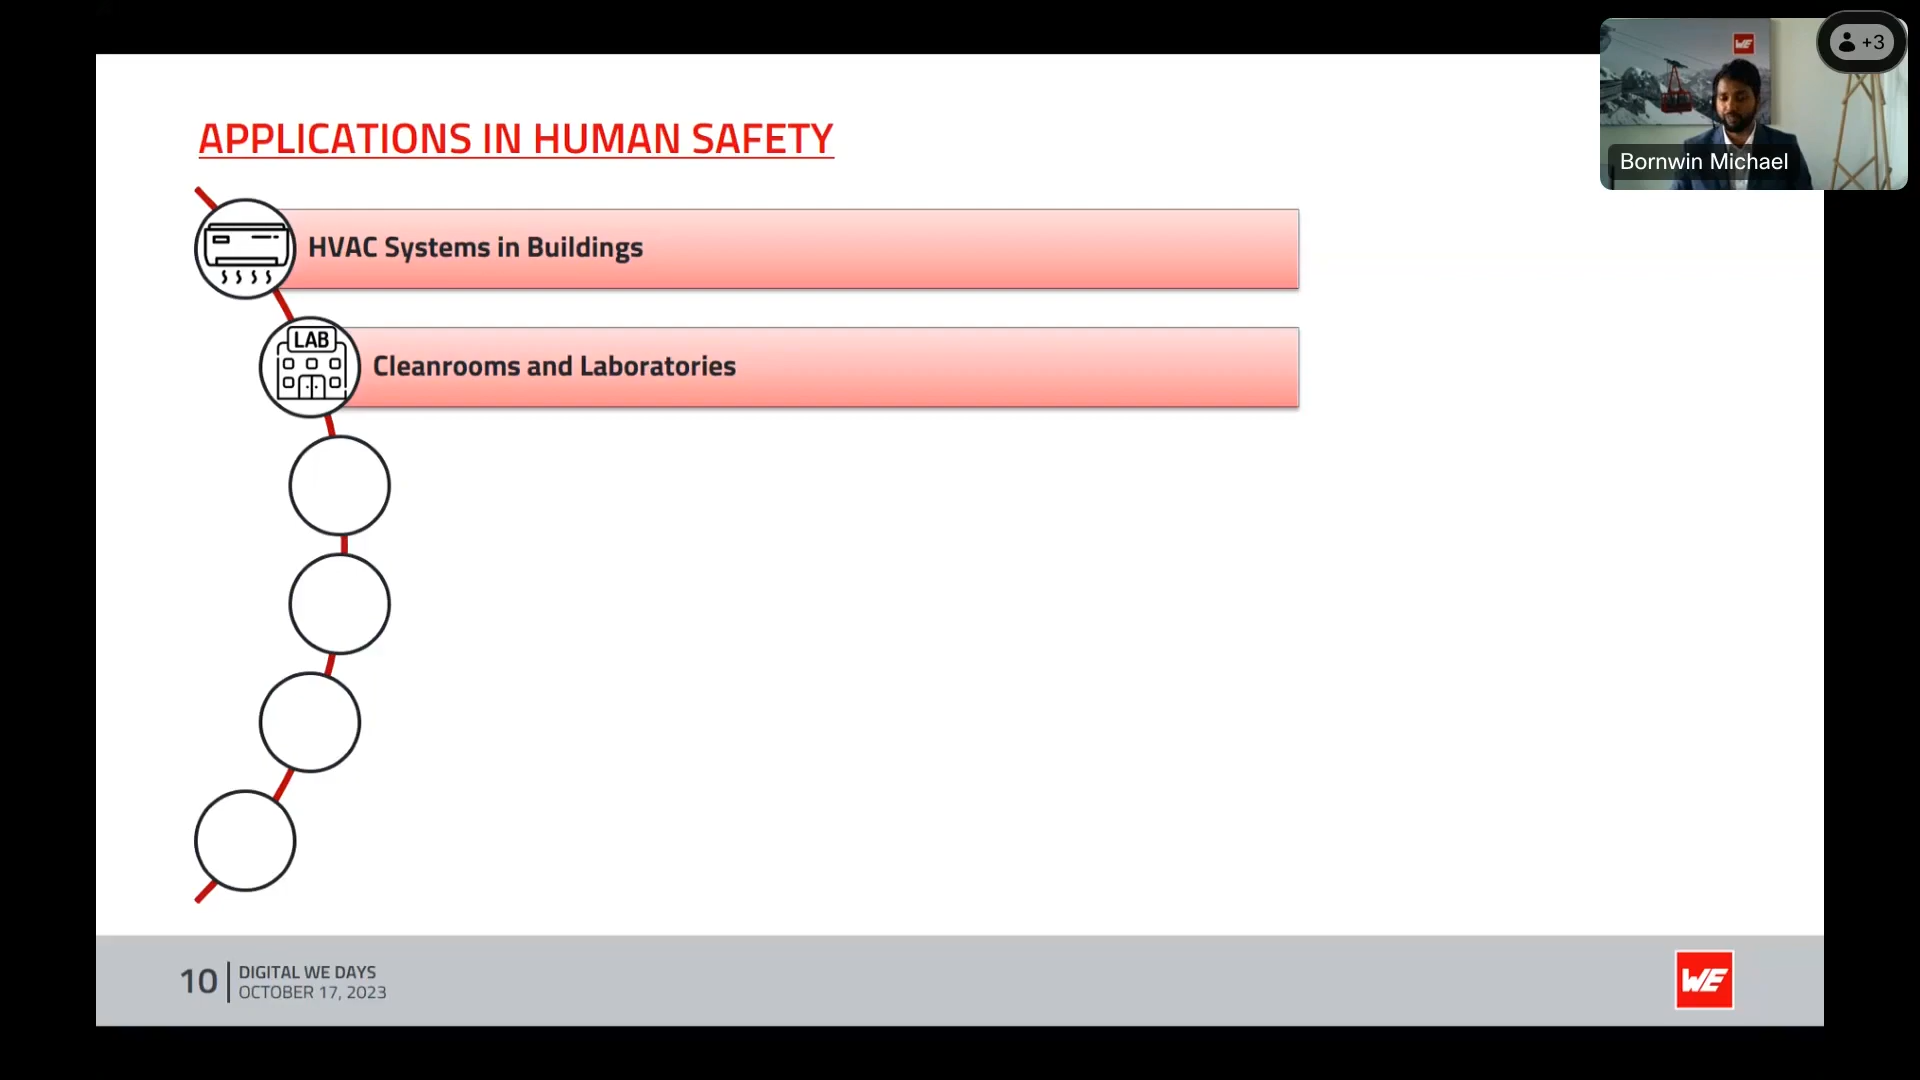 +3
WE
Bornwin Michael
APPLICATIONS IN HUMAN SAFETY
HVAC Systems in Buildings
LAB
Cleanrooms and Laboratories
10
DIGITAL WE DAYS
OCTOBER 17, 2023
WE